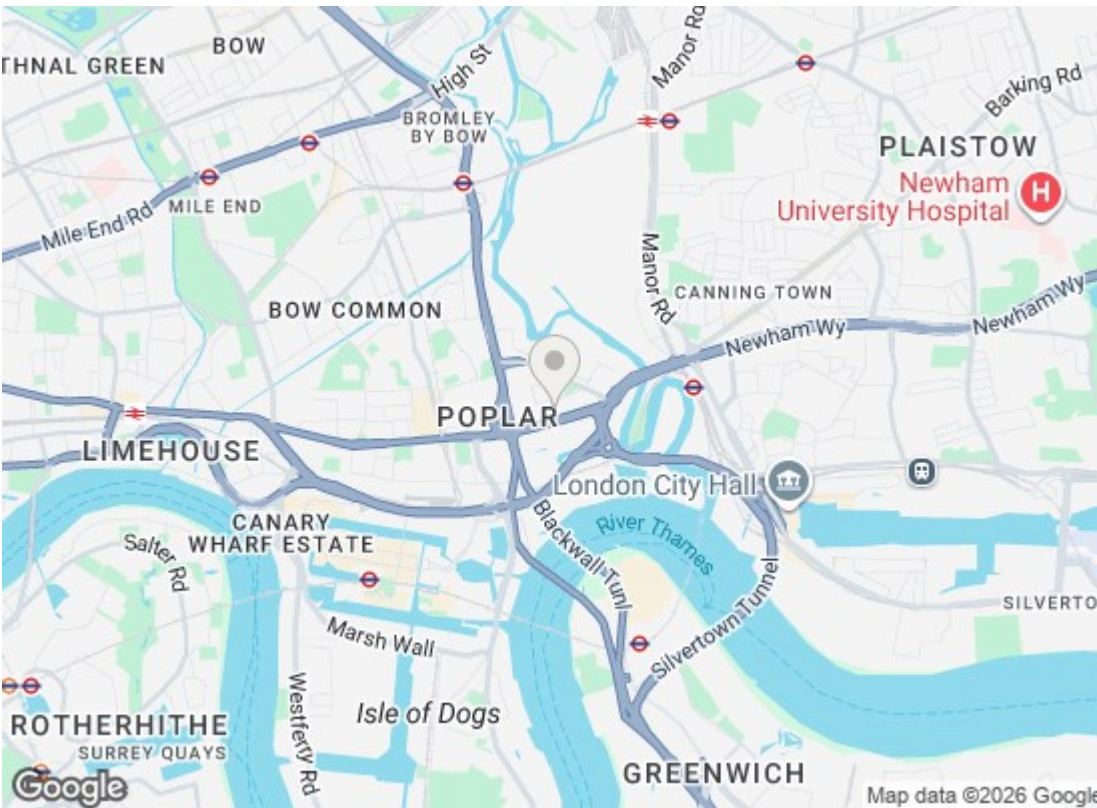 BOW
THNAL GREEN
High St
Manor Rd
Barking Rd
BROMLEY
BY BOW
PLAISTOW
Newham
University Hospital
H
MILE END
Mile End Rd
Manor Rd
CANNING TOWN
BOW COMMON
Newham Wy
Newham Wy
POPLAR
LIMEHOUSE
London City Hall
CANARY
WHARF ESTATE
Salter Rd
Blackwall Tunl
River Thames
Silvertown Tunnel
SILVERTO
Marsh Wall
Westferry Rd
Isle of Dogs
ROTHERHITHE
SURREY QUAYS
GREENWICH
Google
Map data ©2026 Google